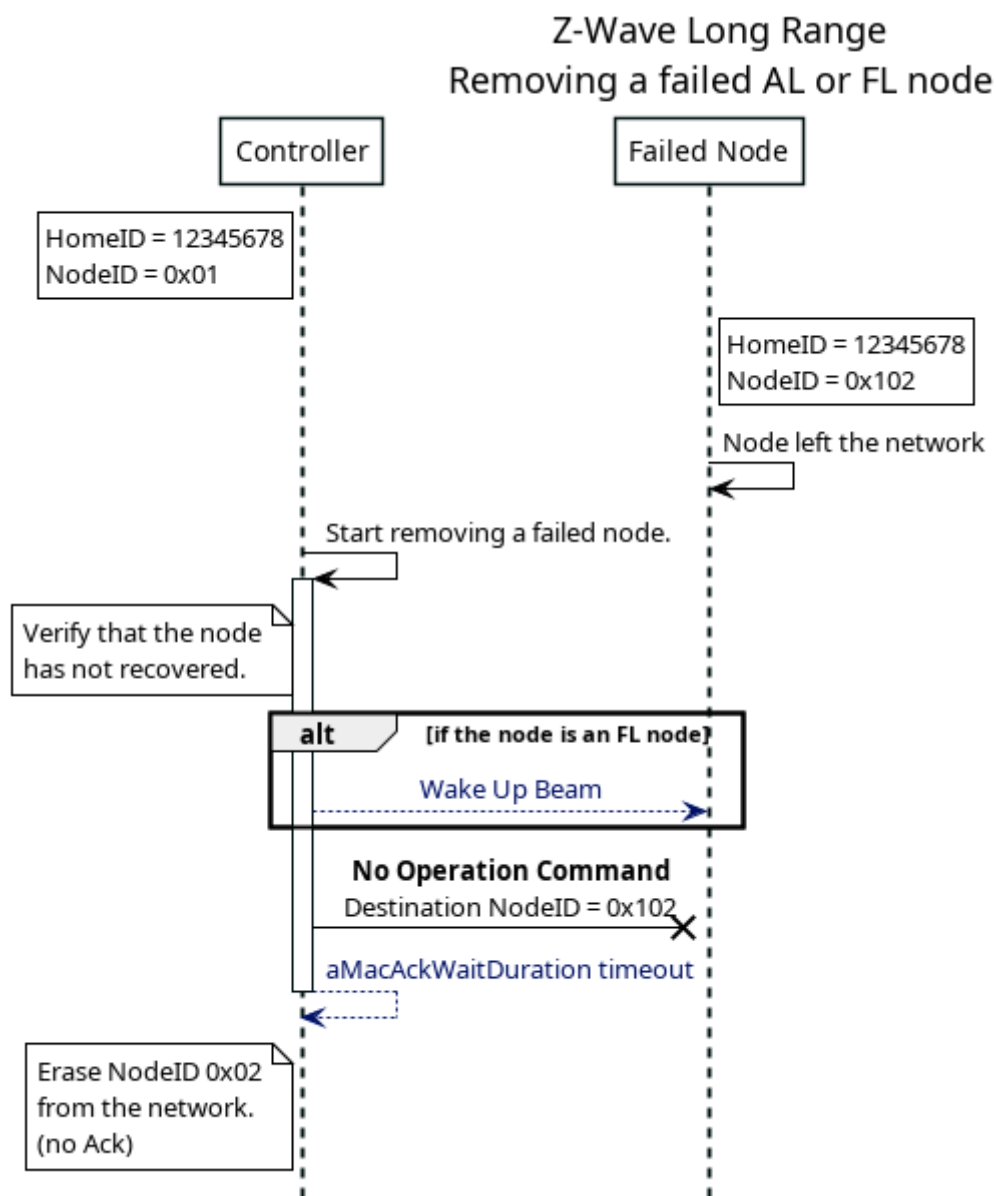 Z-Wave Long Range
Removing a failed AL or FL node
Controller
Failed Node
HomeID = 12345678
NodeID = 0x01
HomeID = 12345678
NodeID = 0x102
Node left the network
Start removing a failed node.
Verify that the node
has not recovered.
alt
[if the node is an FL node]
Wake Up Beam
No Operation Command
Destination NodeID = 0x102
aMacAckWaitDuration timeout
Erase NodeID 0x02
from the network.
(no Ack)